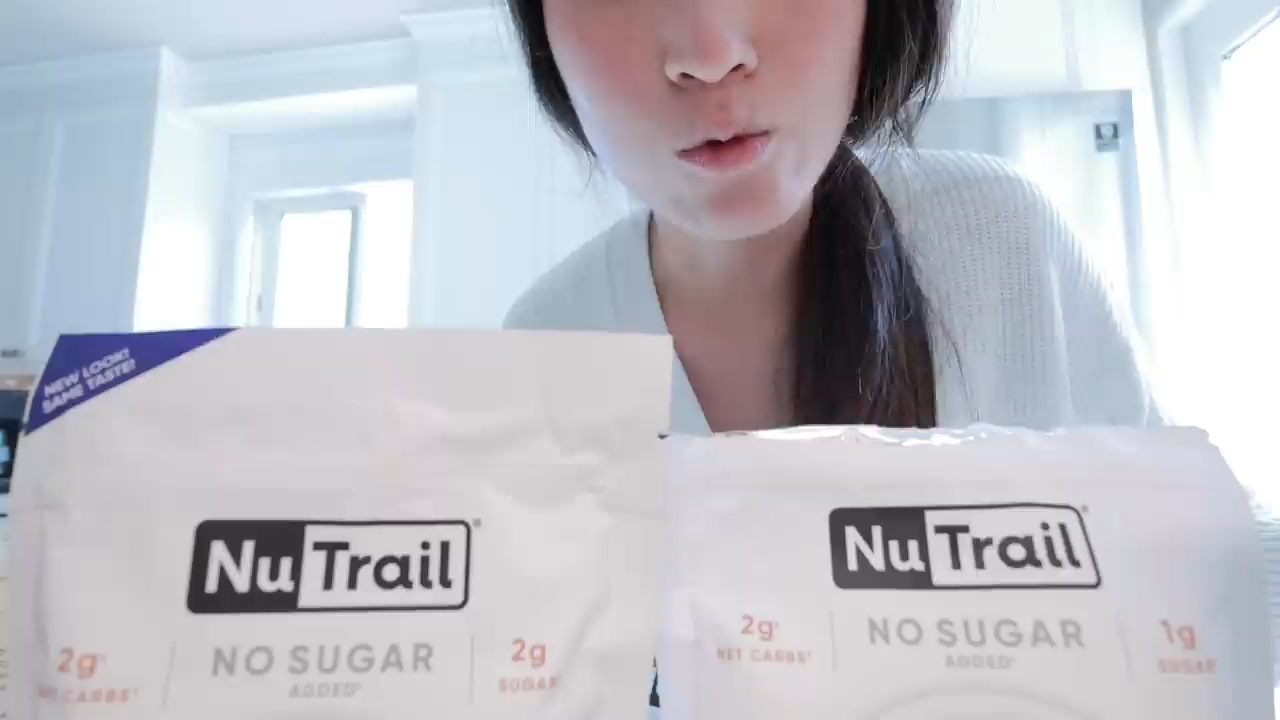 NEW LOOK!
SAME TASTE!
NuTrail®
2g*
NET CARBS†
NO SUGAR
ADDED*
2g
SUGAR
NuTrail®
2g*
NET CARBS†
NO SUGAR
ADDED*
1g
SUGAR